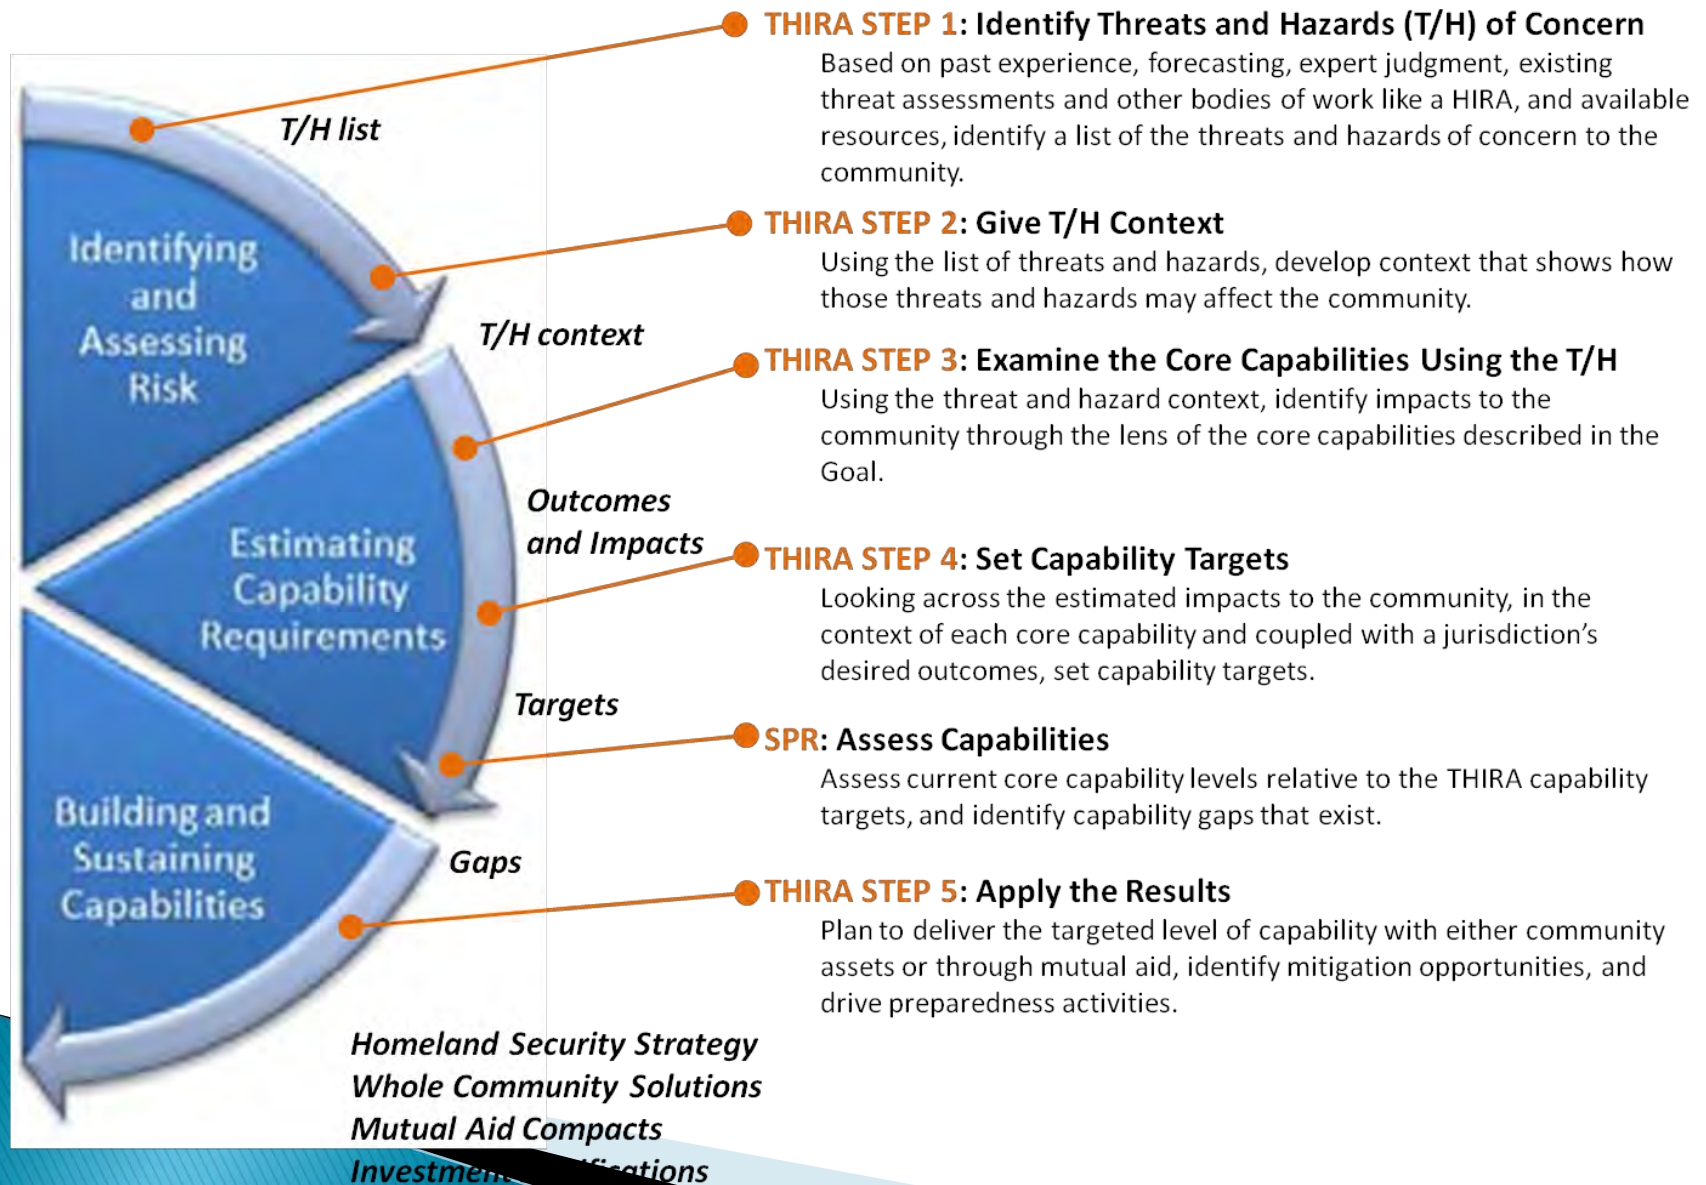 THIRA STEP 1: Identify Threats and Hazards (T/H) of Concern
Based on past experience, forecasting, expert judgment, existing
threat assessments and other bodies of work like a HIRA, and available
resources, identify a list of the threats and hazards of concern to the
community.
T/H list
THIRA STEP 2: Give T/H Context
Using the list of threats and hazards, develop context that shows how
those threats and hazards may affect the community.
Identifying
and
Assessing
Risk
T/H context
THIRA STEP 3: Examine the Core Capabilities Using the T/H
Using the threat and hazard context, identify impacts to the
community through the lens of the core capabilities described in the
Goal.
Outcomes
and Impacts
Estimating
Capability
Requirements
THIRA STEP 4: Set Capability Targets
Looking across the estimated impacts to the community, in the
context of each core capability and coupled with a jurisdiction's
desired outcomes, set capability targets.
Targets
SPR: Assess Capabilities
Assess current core capability levels relative to the THIRA capability
targets, and identify capability gaps that exist.
Building and
Sustaining
Capabilities
Gaps
THIRA STEP 5: Apply the Results
Plan to deliver the targeted level of capability with either community
assets or through mutual aid, identify mitigation opportunities, and
drive preparedness activities.
Homeland Security Strategy
Whole Community Solutions
Mutual Aid Compacts
Investment